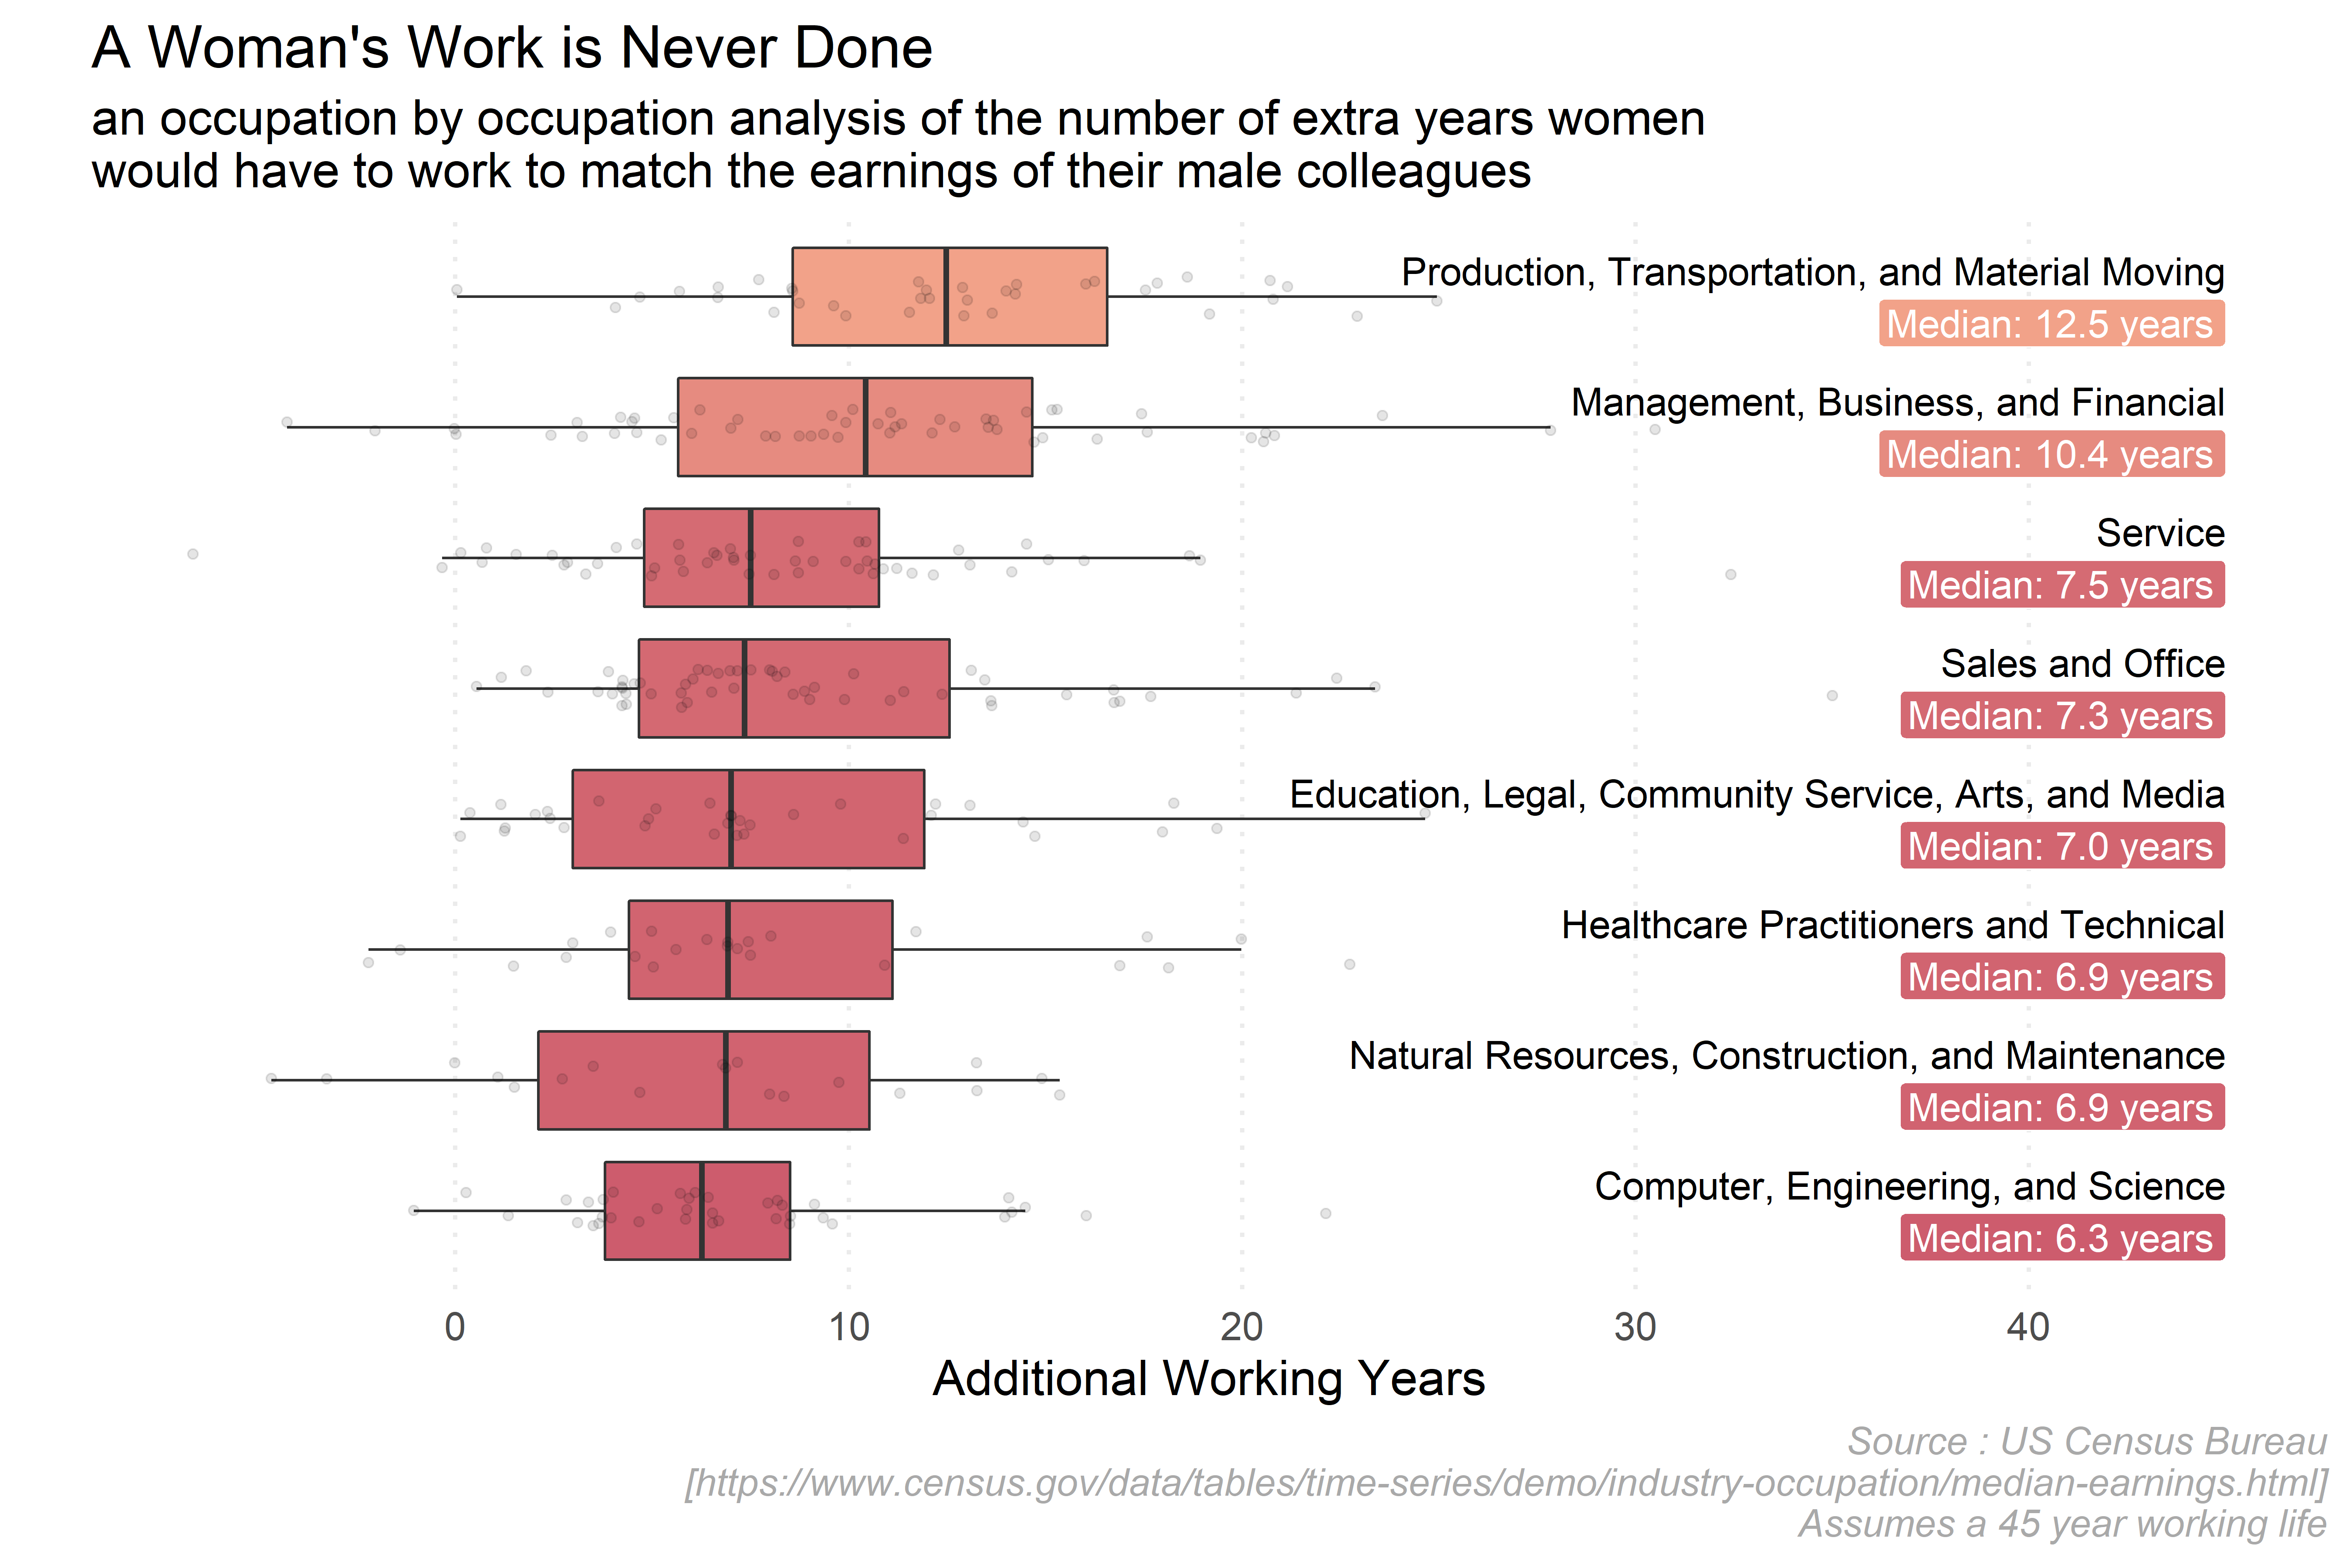 A Woman's Work is Never Done
an occupation by occupation analysis of the number of extra years women
would have to work to match the earnings of their male colleagues
Production, Transportation, and Material Moving
Median: 12.5 years
Management, Business, and Financial
Median: 10.4 years
Service
Median: 7.5 years
Sales and Office
Median: 7.3 years
Education, Legal, Community Service, Arts, and Media
Median: 7.0 years
Healthcare Practitioners and Technical
Median: 6.9 years
Natural Resources, Construction, and Maintenance
Median: 6.9 years
Computer, Engineering, and Science
Median: 6.3 years
0 10 20 30 40
Additional Working Years
Source : US Census Bureau
[https://www.census.gov/data/tables/time-series/demo/industry-occupation/median-earnings.html]
Assumes a 45 year working life